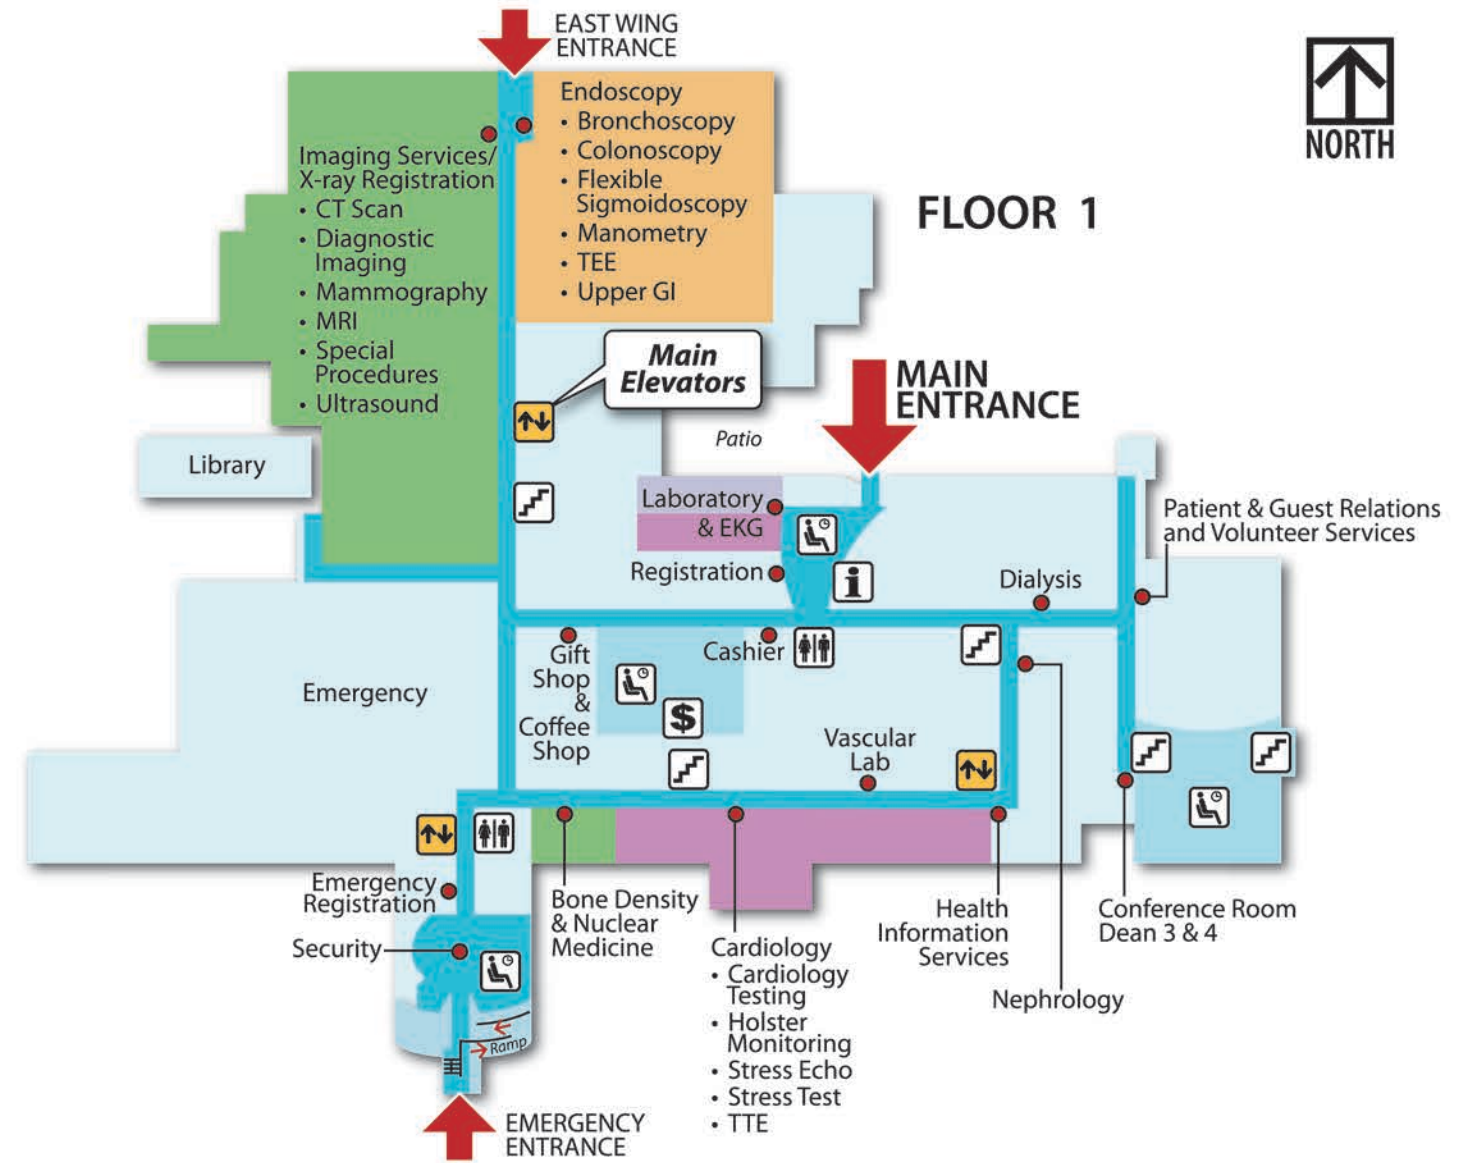 EAST WING
ENTRANCE
NORTH
FLOOR 1
Imaging Services/
X-ray Registration
• CT Scan
• Diagnostic
Imaging
• Mammography
• MRI
• Special
Procedures
• Ultrasound
Endoscopy
• Bronchoscopy
• Colonoscopy
• Flexible
Sigmoidoscopy
• Manometry
• TEE
• Upper GI
Main
Elevators
MAIN
ENTRANCE
Patio
Library
Laboratory
& EKG
Registration
i
Dialysis
Patient & Guest Relations
and Volunteer Services
Gift
Shop
&
Coffee
Shop
Cashier
$
Emergency
Vascular
Lab
Emergency
Registration
Security
Ramp
Bone Density
& Nuclear
Medicine
Cardiology
• Cardiology
Testing
• Holster
Monitoring
• Stress Echo
• Stress Test
• TTE
Health
Information
Services
Nephrology
Conference Room
Dean 3 & 4
EMERGENCY
ENTRANCE